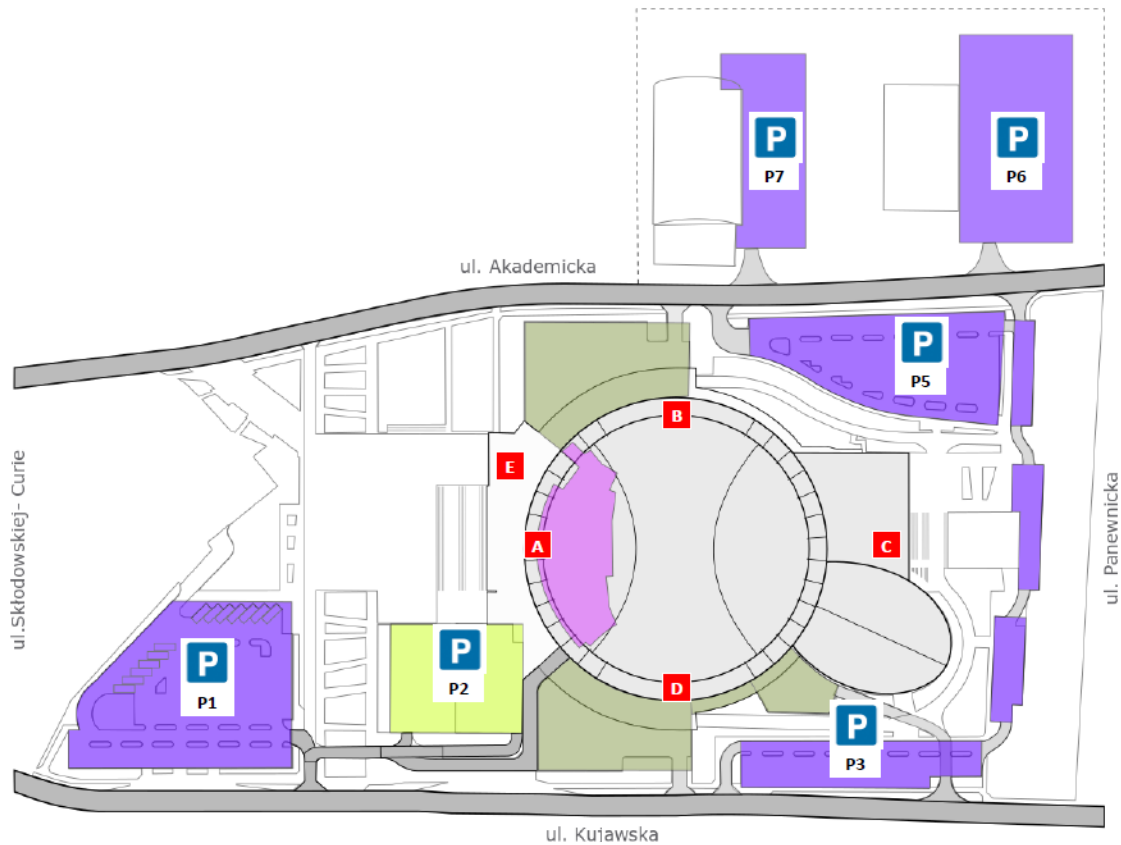 P
P7
P
P6
ul. Akademicka
P
P5
B
E
A
C
ul.Skłodowskiej- Curie
ul. Panewnicka
P
P1
P
P2
D
P
P3
ul. Kujawska